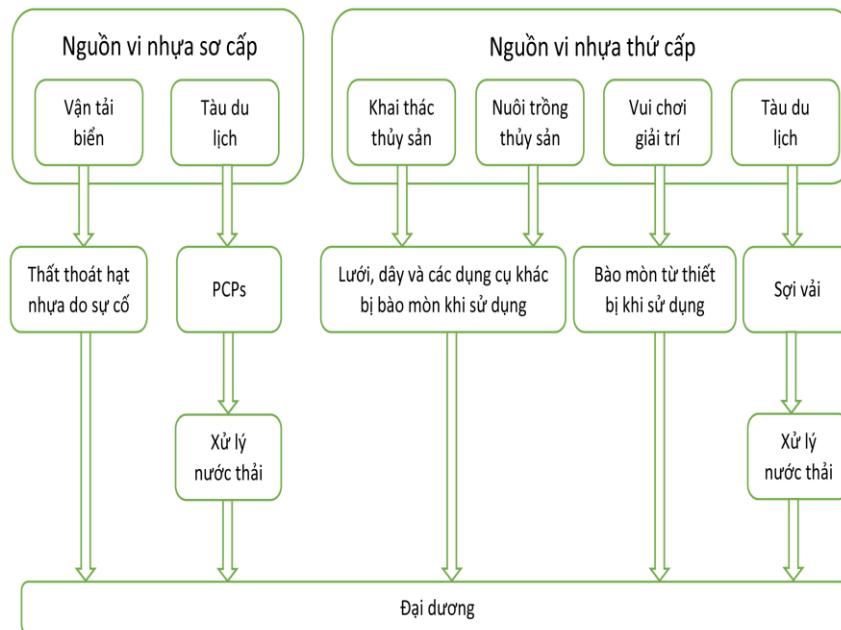 Nguồn vi nhựa sơ cấp
Nguồn vi nhựa thứ cấp
Vận tải
biển
Tàu du
lịch
Khai thác
thủy sản
Nuôi trồng
thủy sản
Vui chơi
giải trí
Tàu du
lịch
Thất thoát hạt
nhựa do sự cố
PCPs
Lưới, dây và các dụng cụ khác
bị bào mòn khi sử dụng
Bào mòn từ thiết
bị khi sử dụng
Sợi vải
Xử lý
nước thải
Xử lý
nước thải
Đại dương